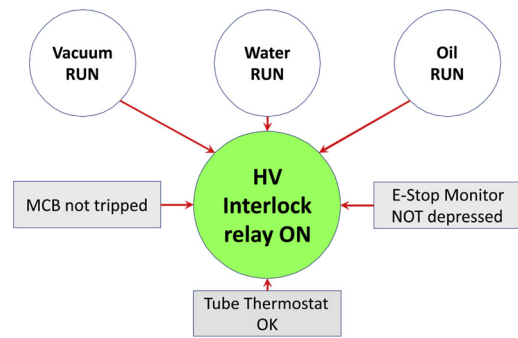 Vacuum
RUN
Water
RUN
Oil
RUN
HV
Interlock
relay ON
MCB not tripped
E-Stop Monitor
NOT depressed
Tube Thermostat
OK